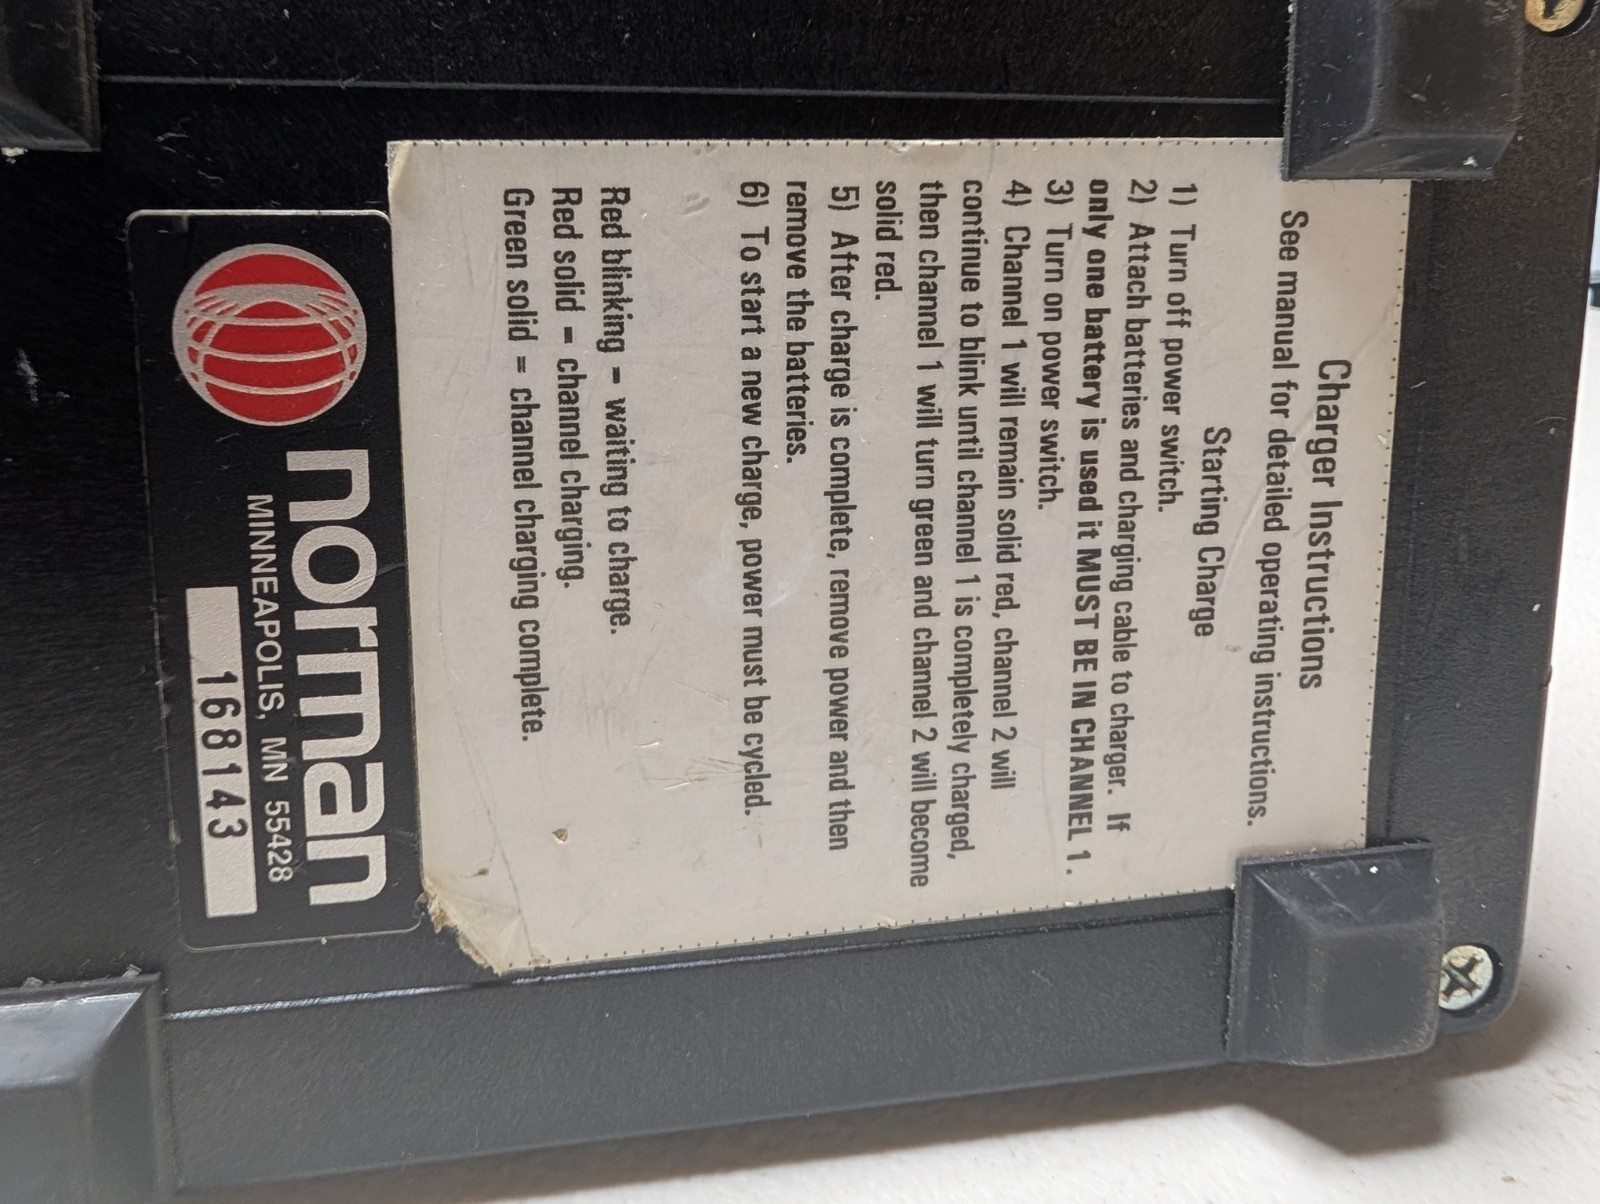 Charger Instructions
See manual for detailed operating instructions.
Starting Charge
1) Turn off power switch.
2) Attach batteries and charging cable to charger. If
only one battery is used it MUST BE IN CHANNEL 1.
3) Turn on power switch.
4) Channel 1 will remain solid red, channel 2 will
continue to blink until channel 1 is completely charged,
then channel 1 will turn green and channel 2 will become
solid red.
5) After charge is complete, remove power and then
remove the batteries.
6) To start a new charge, power must be cycled.
Red blinking = waiting to charge.
Red solid = channel charging.
Green solid = channel charging complete.
norman
MINNEAPOLIS, MN 55428
168143